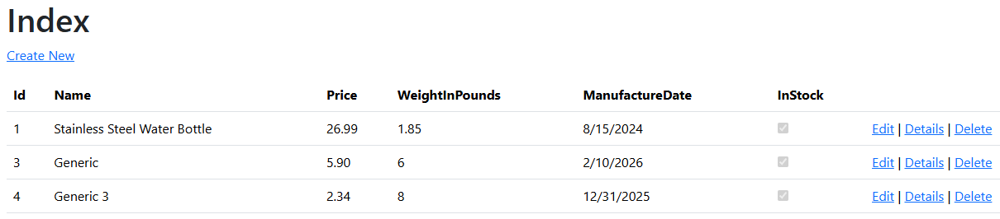 Index
Create New
Id Name Price WeightInPounds ManufactureDate InStock
1 Stainless Steel Water Bottle 26.99 1.85 8/15/2024 Edit | Details | Delete
3 Generic 5.90 6 2/10/2026 Edit | Details | Delete
4 Generic 3 2.34 8 12/31/2025 Edit | Details | Delete